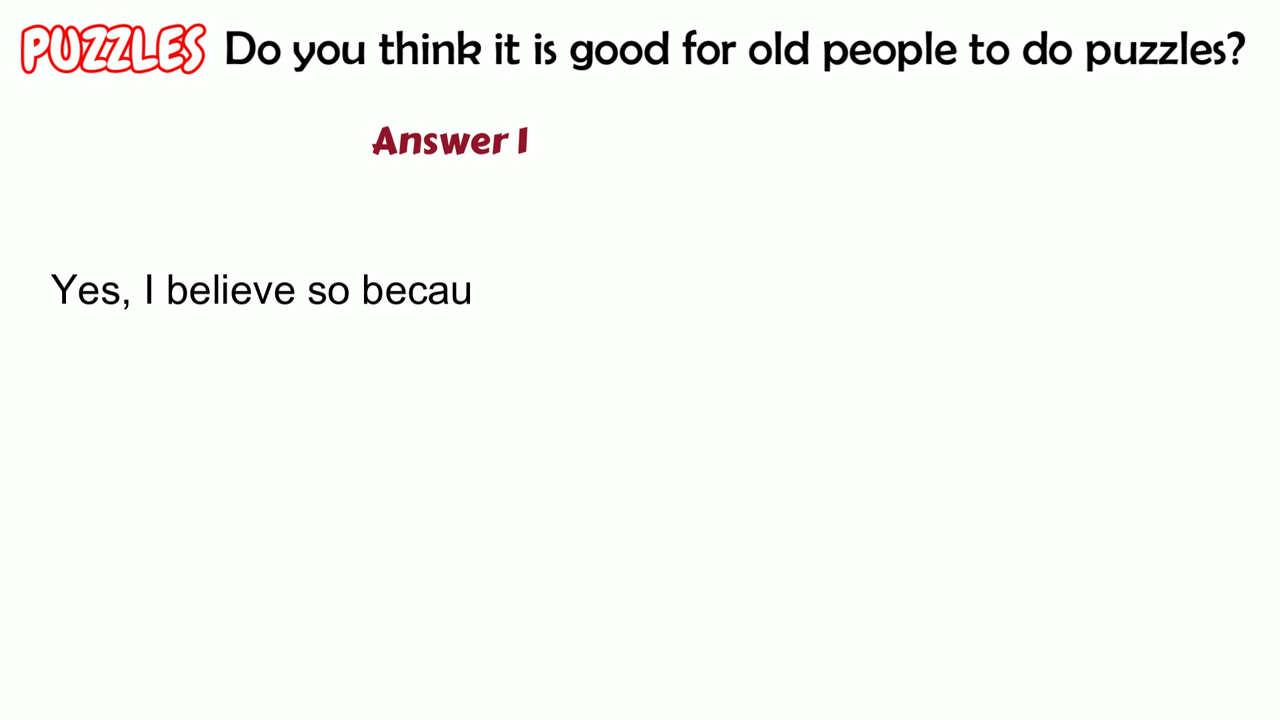 PUZZLES Do you think it is good for old people to do puzzles?
Answer 1
Yes, I believe so becau